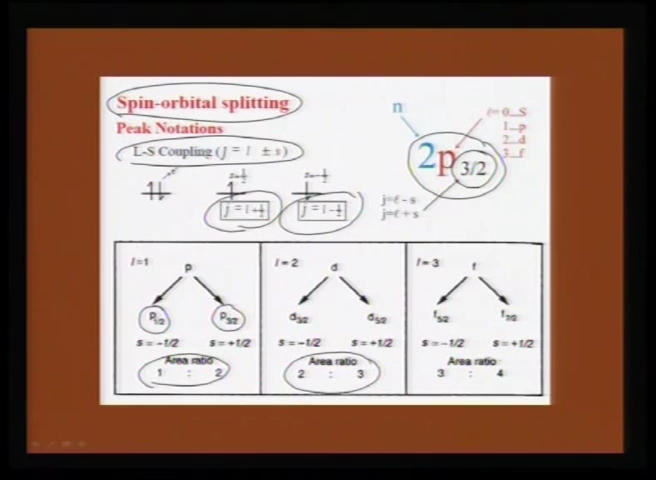 Spin-orbital splitting
Peak Notations
L-S Coupling (j = l ± s)
n
ℓ= 0...S
1...p
2...d
3...f
2p 3/2
j=ℓ - s
j=ℓ + s
s=½
s=-½
j = l + ½
j = l - ½
l=1
p
P1/2 P3/2
s = -1/2 s = +1/2
Area ratio
1 : 2
l = 2
d
d3/2 d5/2
s = -1/2 s = +1/2
Area ratio
2 : 3
l = 3
f
f5/2 f7/2
s = -1/2 s = +1/2
Area ratio
3 : 4